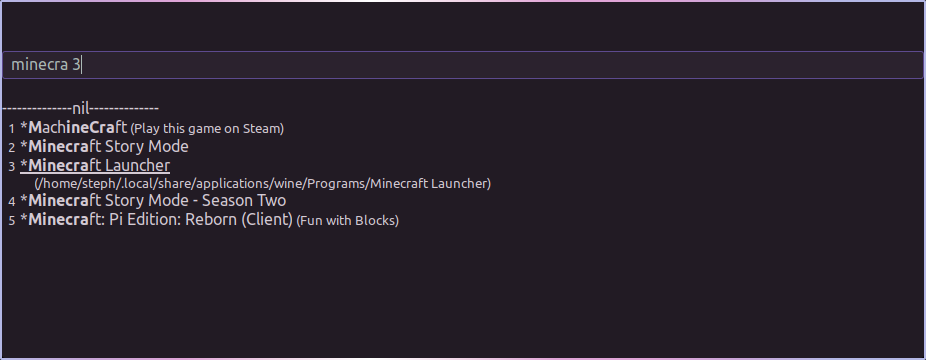 minecra 3
--------------nil--------------
1 *MachineCraft (Play this game on Steam)
2 *Minecraft Story Mode
3 *Minecraft Launcher
(/home/steph/.local/share/applications/wine/Programs/Minecraft Launcher)
4 *Minecraft Story Mode - Season Two
5 *Minecraft: Pi Edition: Reborn (Client) (Fun with Blocks)